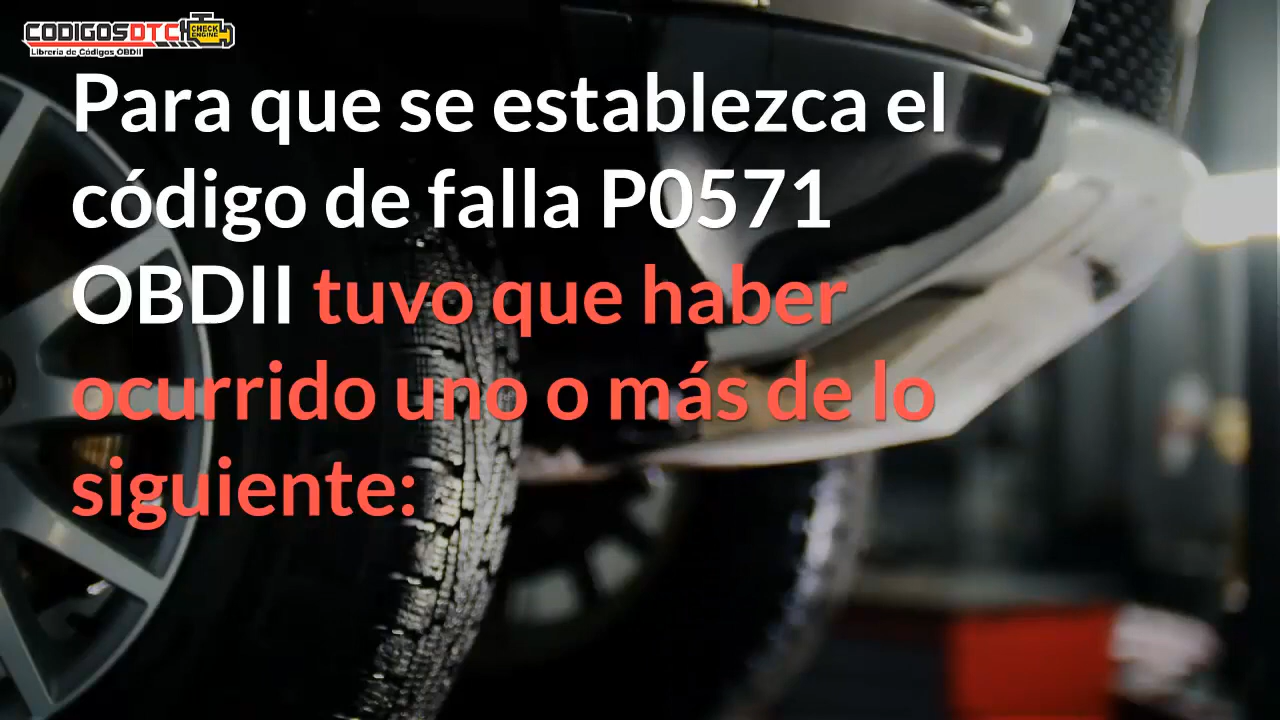 CODIGOSDTC
CHECK
ENGINE
Librería de Códigos OBDII
Para que se establezca el
código de falla P0571
OBDII tuvo que haber
ocurrido uno o más de lo
siguiente: